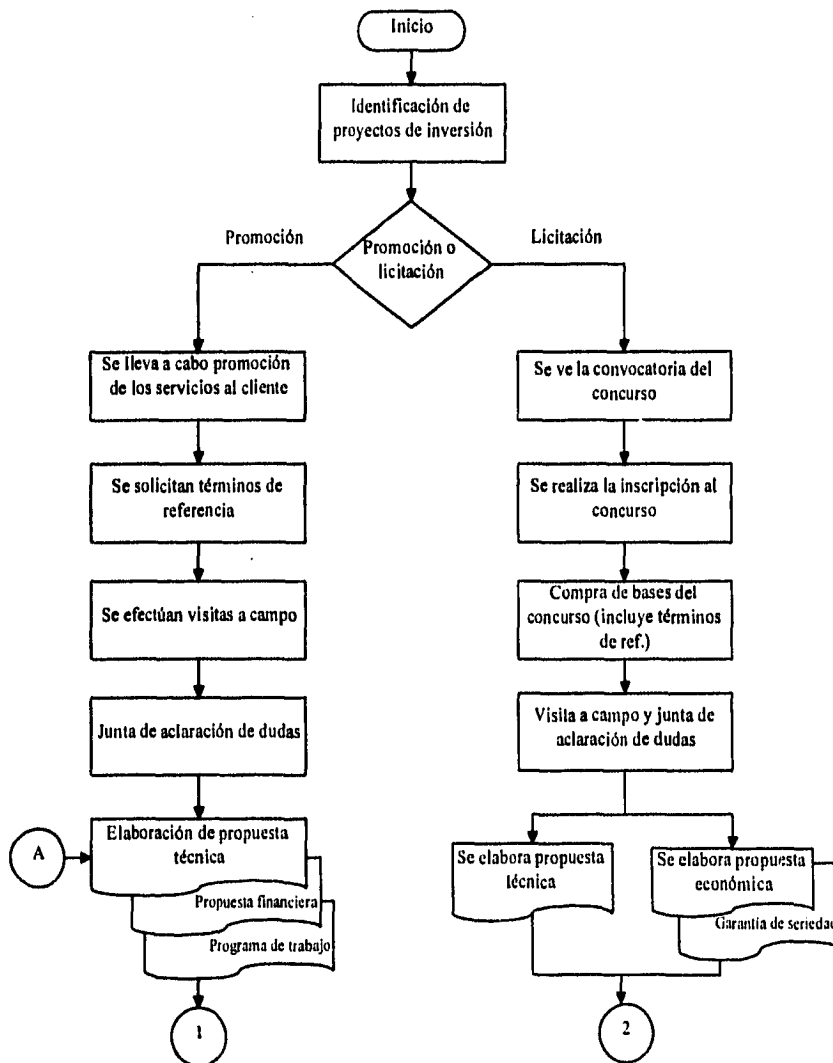 Inicio
Identificación de
proyectos de inversión
Promoción
Promoción o
licitación
Licitación
Se lleva a cabo promoción
de los servicios al cliente
Se solicitan términos de
referencia
Se efectúan visitas a campo
Junta de aclaración de dudas
A
Elaboración de propuesta
técnica
Propuesta financiera
Programa de trabajo
1
Se ve la convocatoria del
concurso
Se realiza la inscripción al
concurso
Compra de bases del
concurso (incluye términos
de ref.)
Visita a campo y junta de
aclaración de dudas
Se elabora propuesta
técnica
Se elabora propuesta
económica
Garantía de seriedad
2